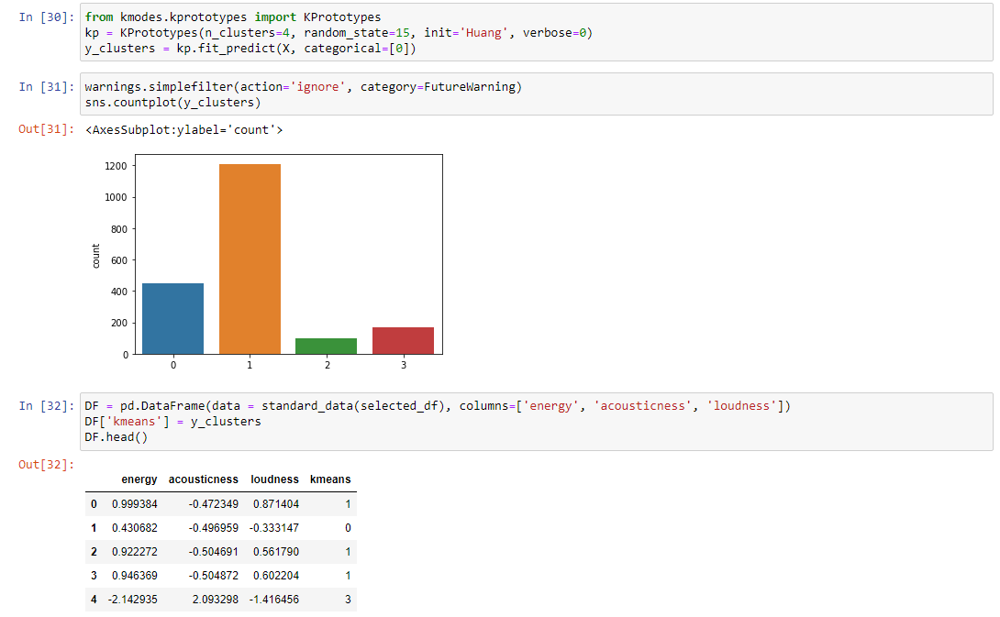 In [30]: from kmodes.kprototypes import KPrototypes
kp = KPrototypes(n_clusters=4, random_state=15, init='Huang', verbose=0)
y_clusters = kp.fit_predict(X, categorical=[0])
In [31]: warnings.simplefilter(action='ignore', category=FutureWarning)
sns.countplot(y_clusters)
Out[31]: <AxesSubplot:ylabel='count'>
1200
1000
800
600
400
200
0
count
0 1 2 3
In [32]: DF = pd.DataFrame(data = standard_data(selected_df), columns=['energy', 'acousticness', 'loudness'])
DF['kmeans'] = y_clusters
DF.head()
Out[32]:
energy acousticness loudness kmeans
0 0.999384 -0.472349 0.871404 1
1 0.430682 -0.496959 -0.333147 0
2 0.922272 -0.504691 0.561790 1
3 0.946369 -0.504872 0.602204 1
4 -2.142935 2.093298 -1.416456 3